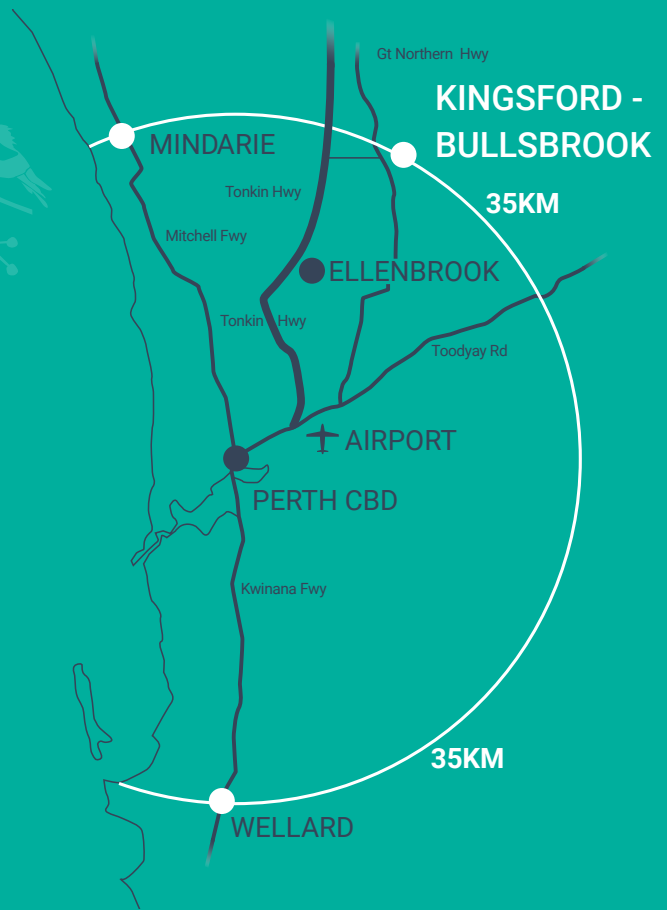 Gt Northern Hwy
KINGSFORD -
BULLSBROOK
MINDARIE
35KM
Tonkin Hwy
Mitchell Fwy
ELLENBROOK
Tonkin Hwy
Toodyay Rd
AIRPORT
PERTH CBD
Kwinana Fwy
35KM
WELLARD